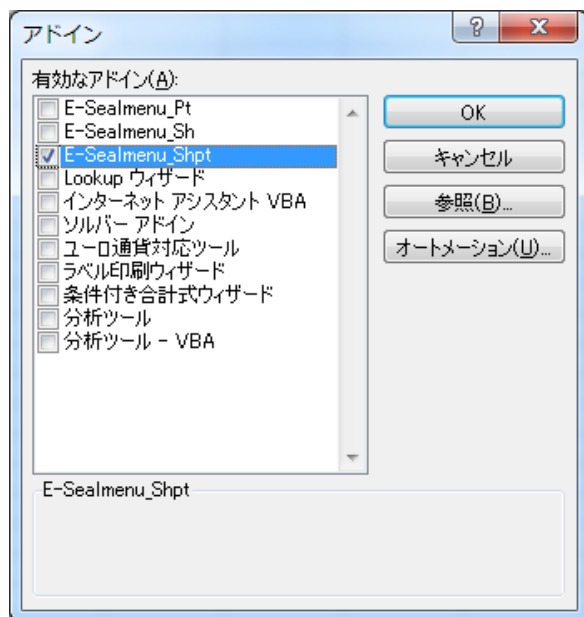 アドイン
有効なアドイン(A):
E-Sealmenu_Pt
E-Sealmenu_Sh
E-Sealmenu_Shpt
Lookup ウィザード
インターネット アシスタント VBA
ソルバー アドイン
ユーロ通貨対応ツール
ラベル印刷ウィザード
条件付き合計式ウィザード
分析ツール
分析ツール - VBA
OK
キャンセル
参照(B)...
オートメーション(U)...
E-Sealmenu_Shpt